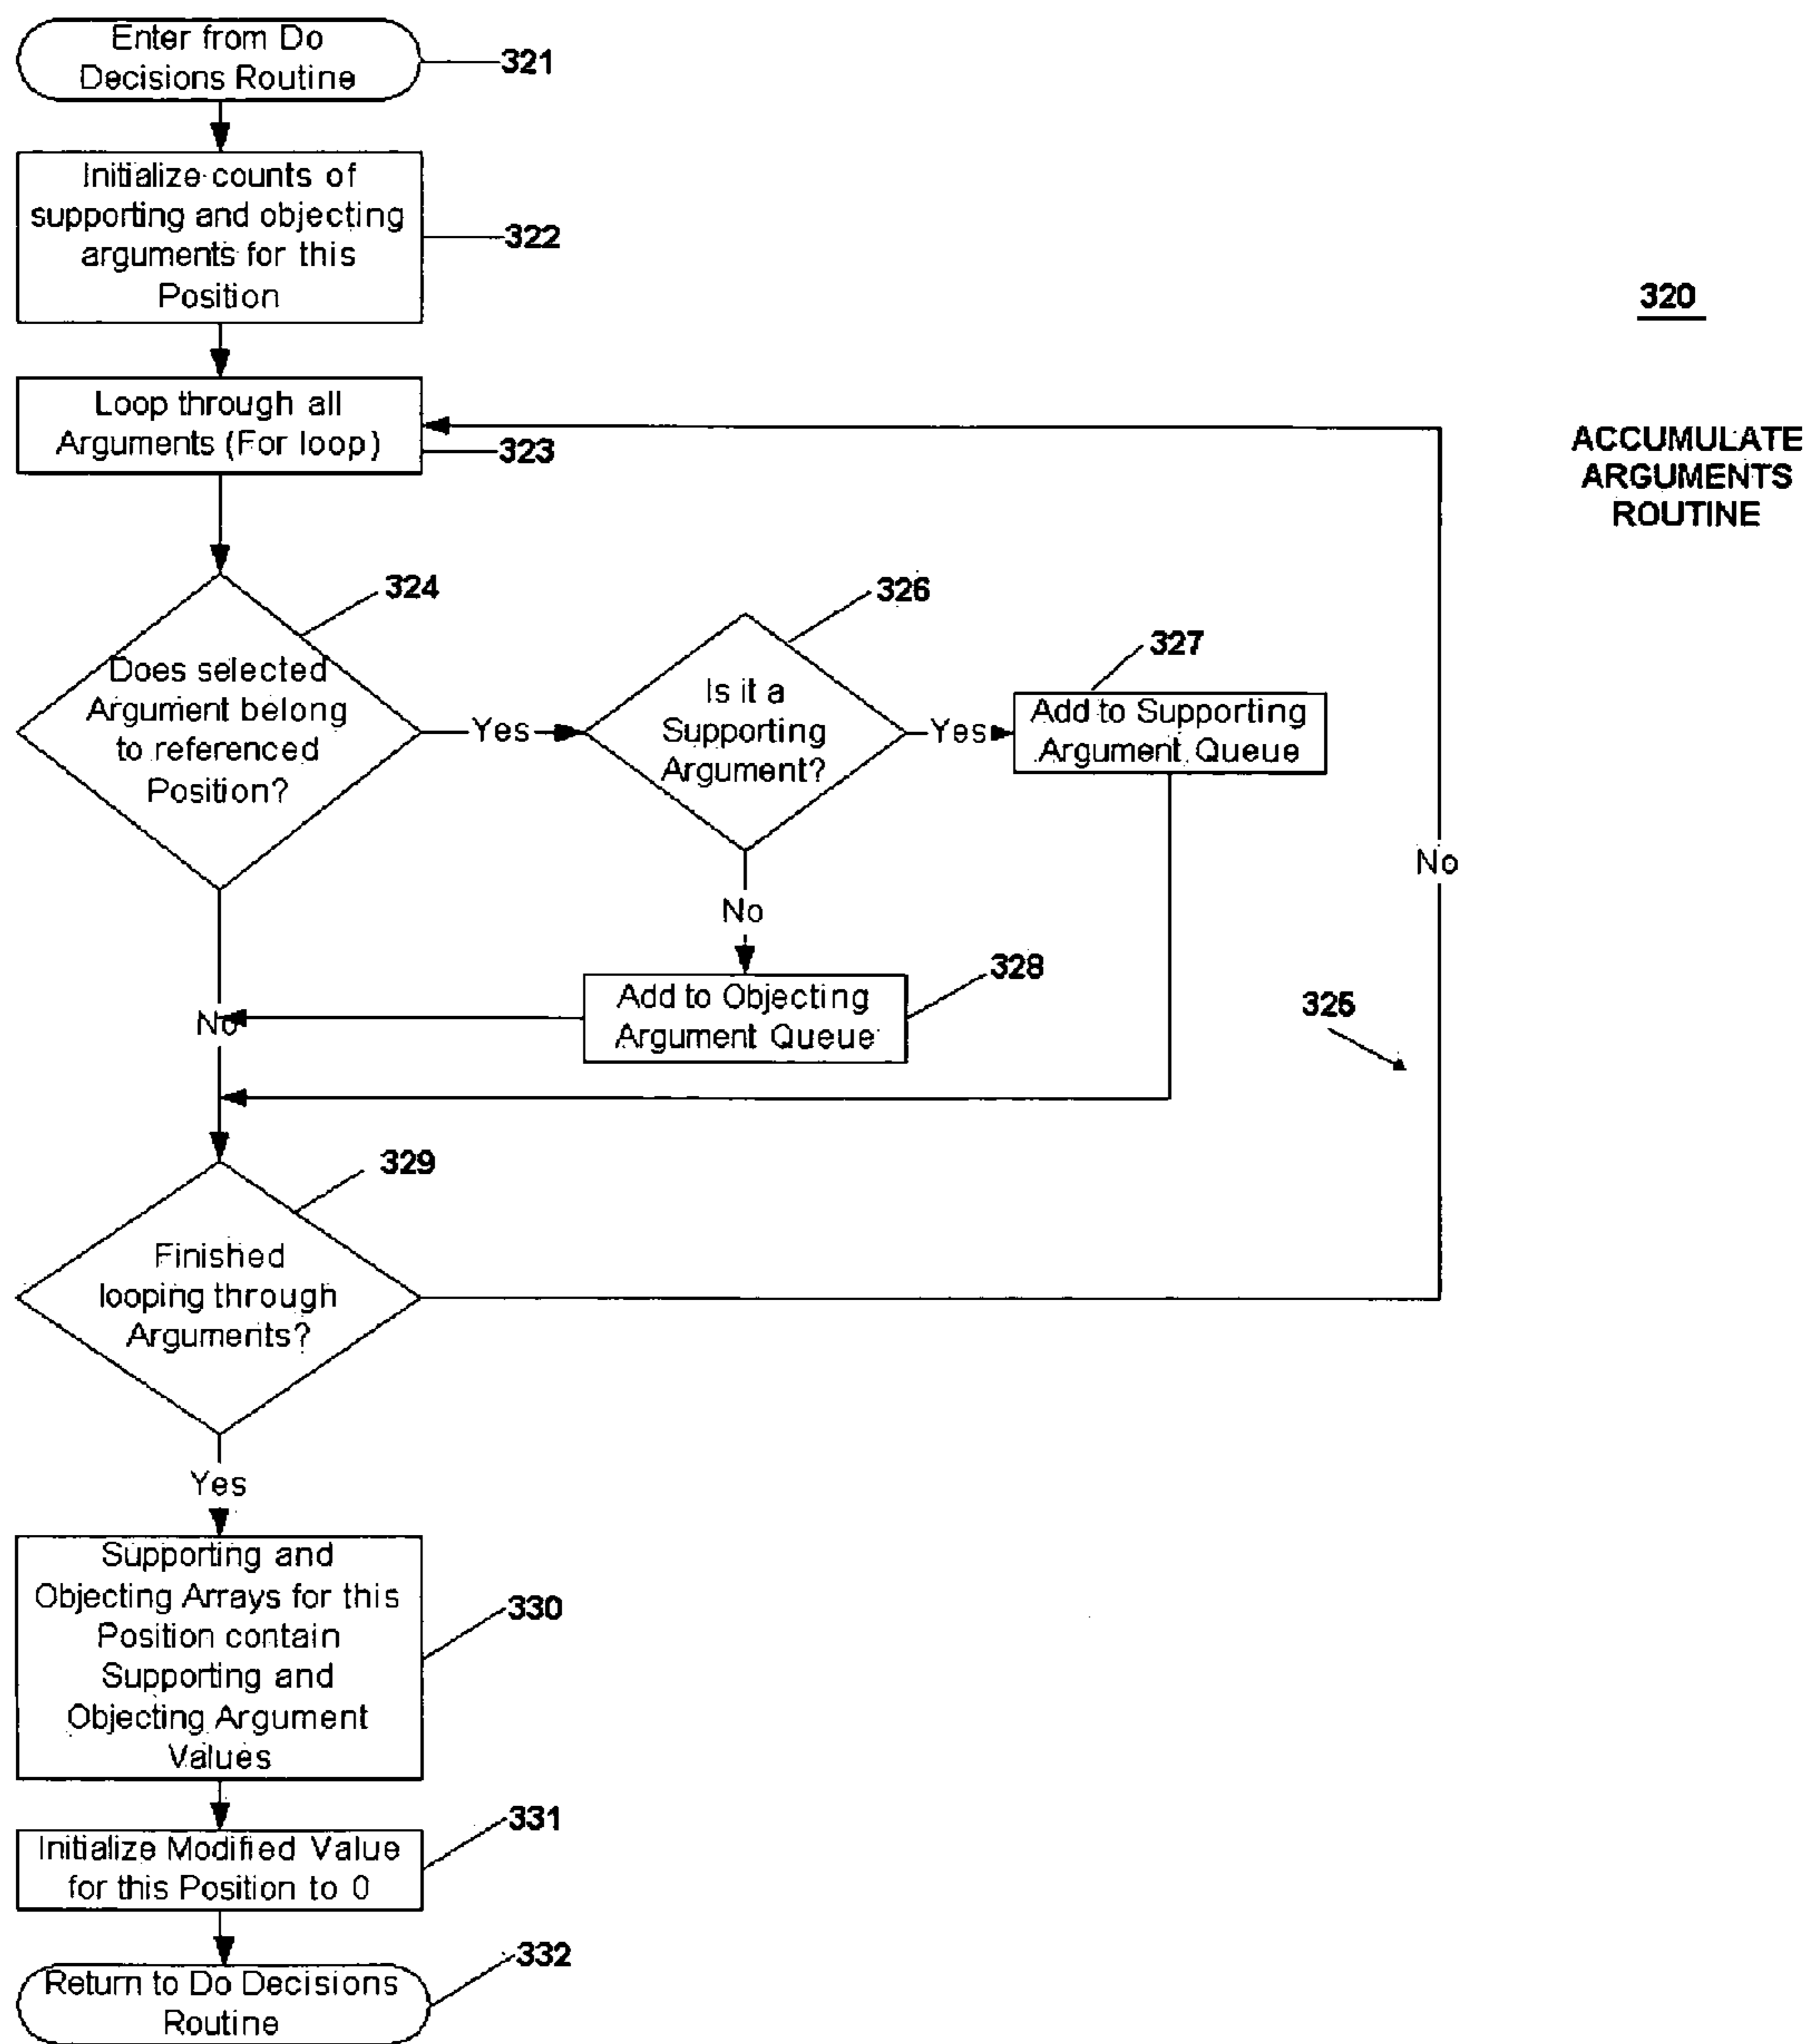 Enter from Do
Decisions Routine
321
Initialize counts of
supporting and objecting
arguments for this
Position
322
320
ACCUMULATE
ARGUMENTS
ROUTINE
Loop through all
Arguments (For loop)
323
324
Does selected
Argument belong
to referenced
Position?
Yes
326
Is it a
Supporting
Argument?
Yes
327
Add to Supporting
Argument Queue
No
No
328
Add to Objecting
Argument Queue
No
325
329
Finished
looping through
Arguments?
Yes
Supporting and
Objecting Arrays for this
Position contain
Supporting and
Objecting Argument
Values
330
Initialize Modified Value
for this Position to 0
331
Return to Do Decisions
Routine
332